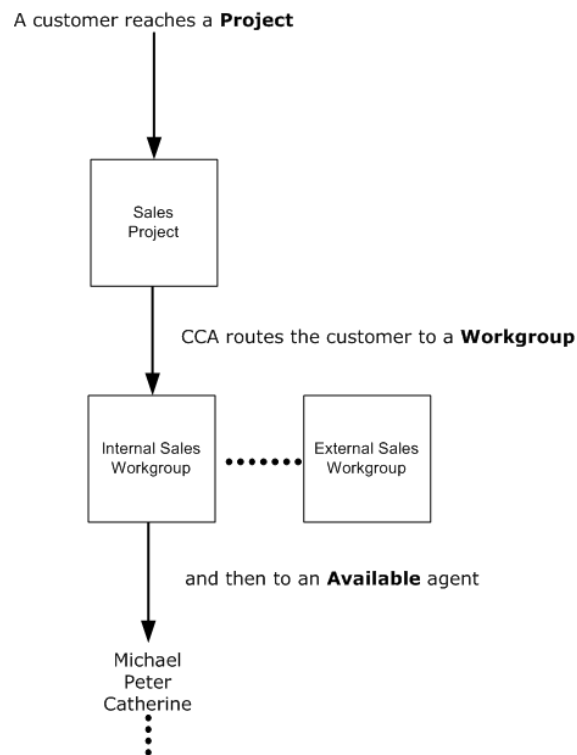 A customer reaches a Project
Sales
Project
CCA routes the customer to a Workgroup
Internal Sales
Workgroup
External Sales
Workgroup
and then to an Available agent
Michael
Peter
Catherine